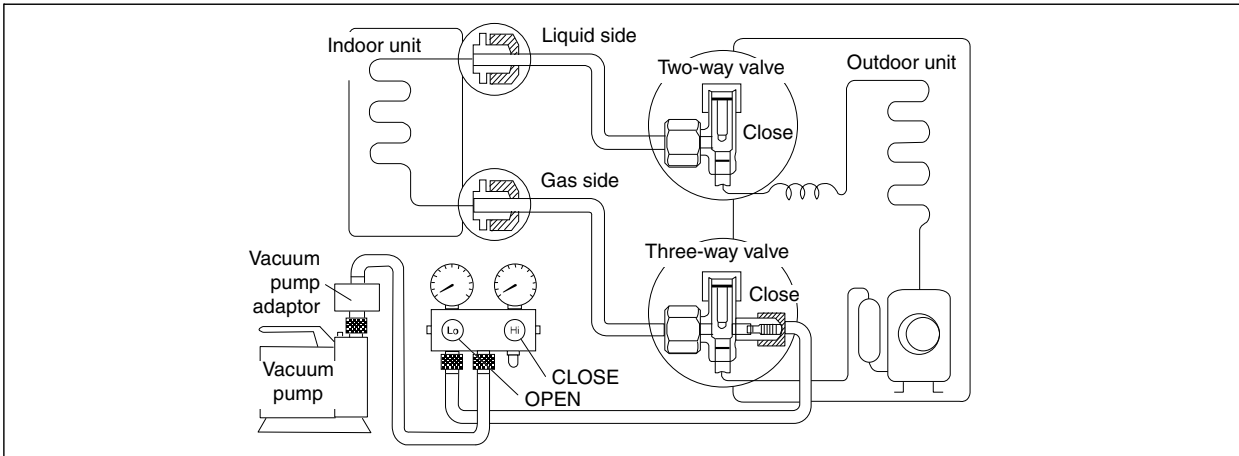 Indoor unit
Liquid side
Two-way valve
Close
Outdoor unit
Gas side
Three-way valve
Close
Vacuum
pump
adaptor
Lo
Hi
CLOSE
OPEN
Vacuum
pump